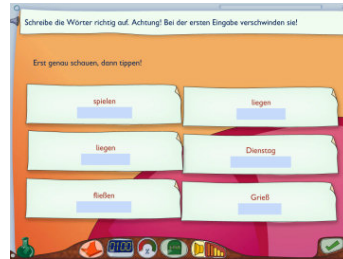 Schreibe die Wörter richtig auf. Achtung! Bei der ersten Eingabe verschwinden sie!
Erst genau schauen, dann tippen!
spielen
liegen
liegen
Dienstag
fließen
Grieß